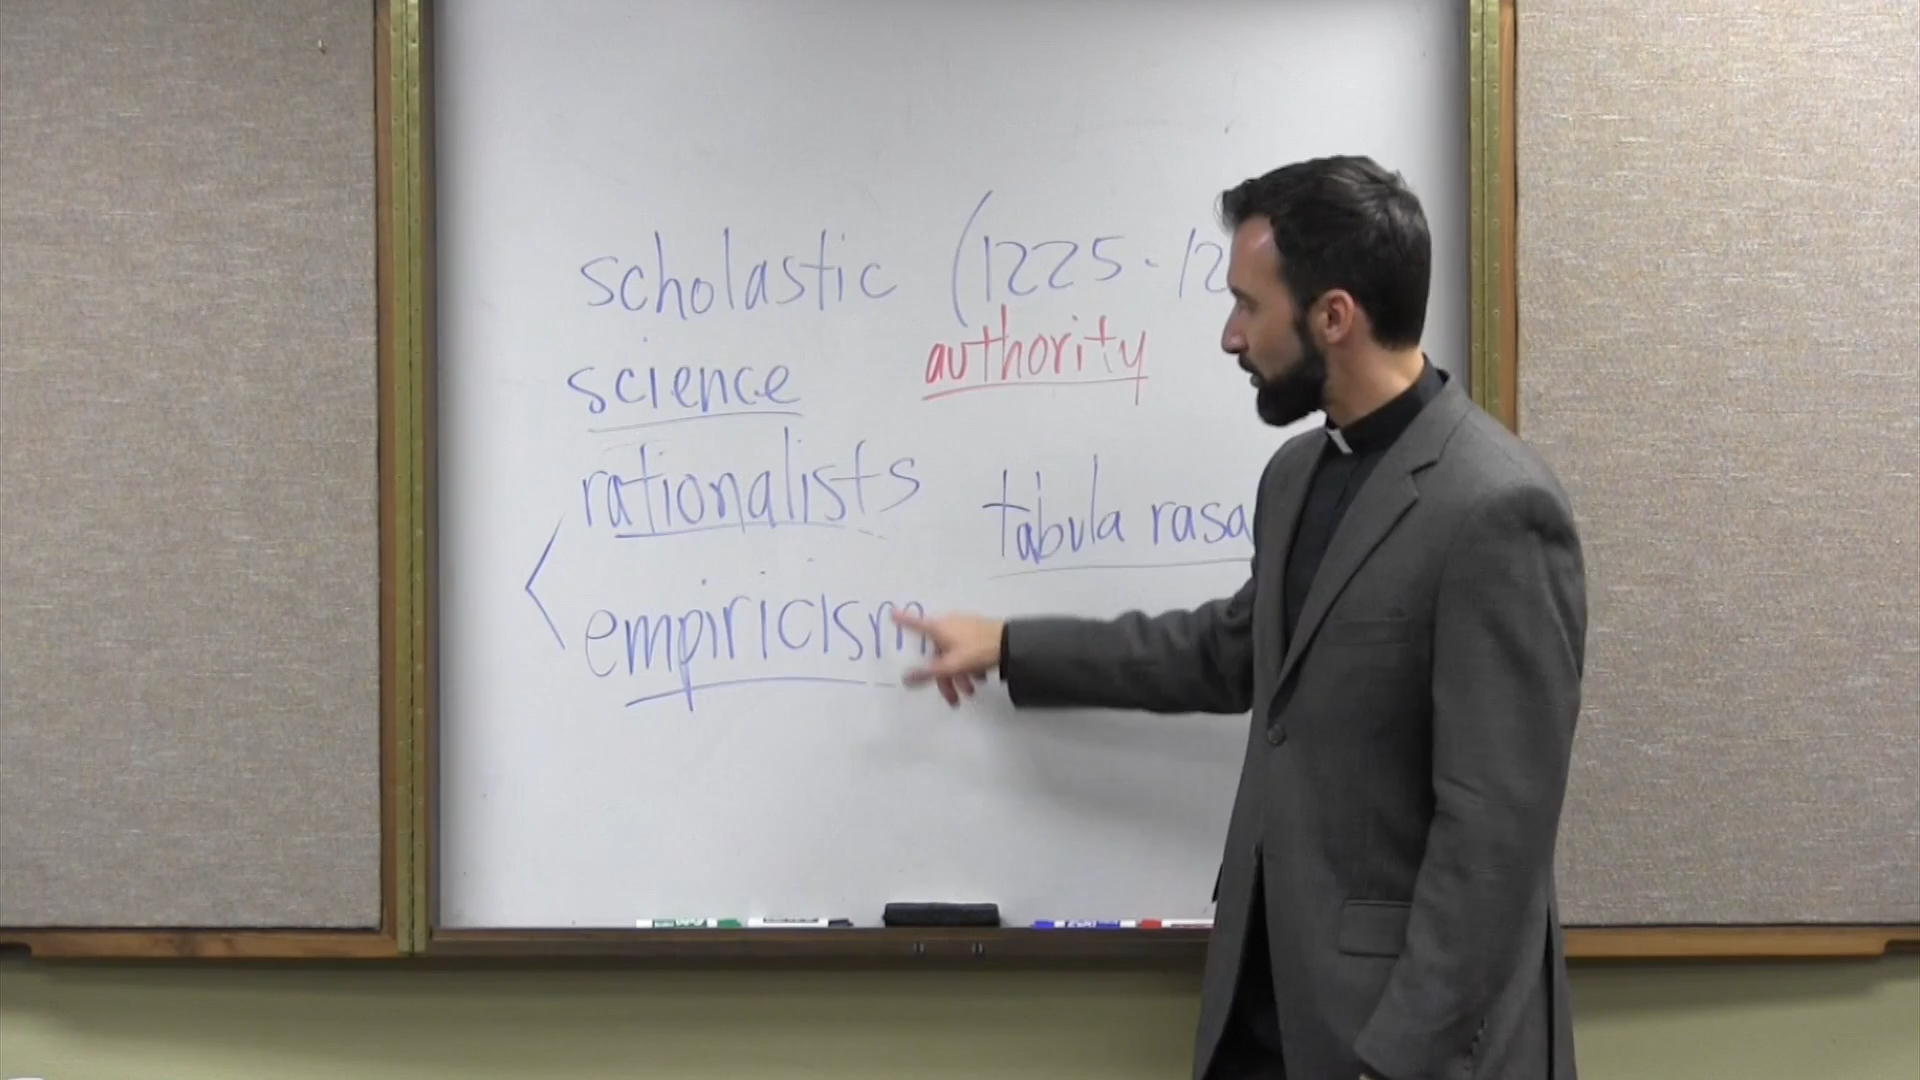 scholastic (1225-12
science authority
rationalists tabula rasa
empiricism